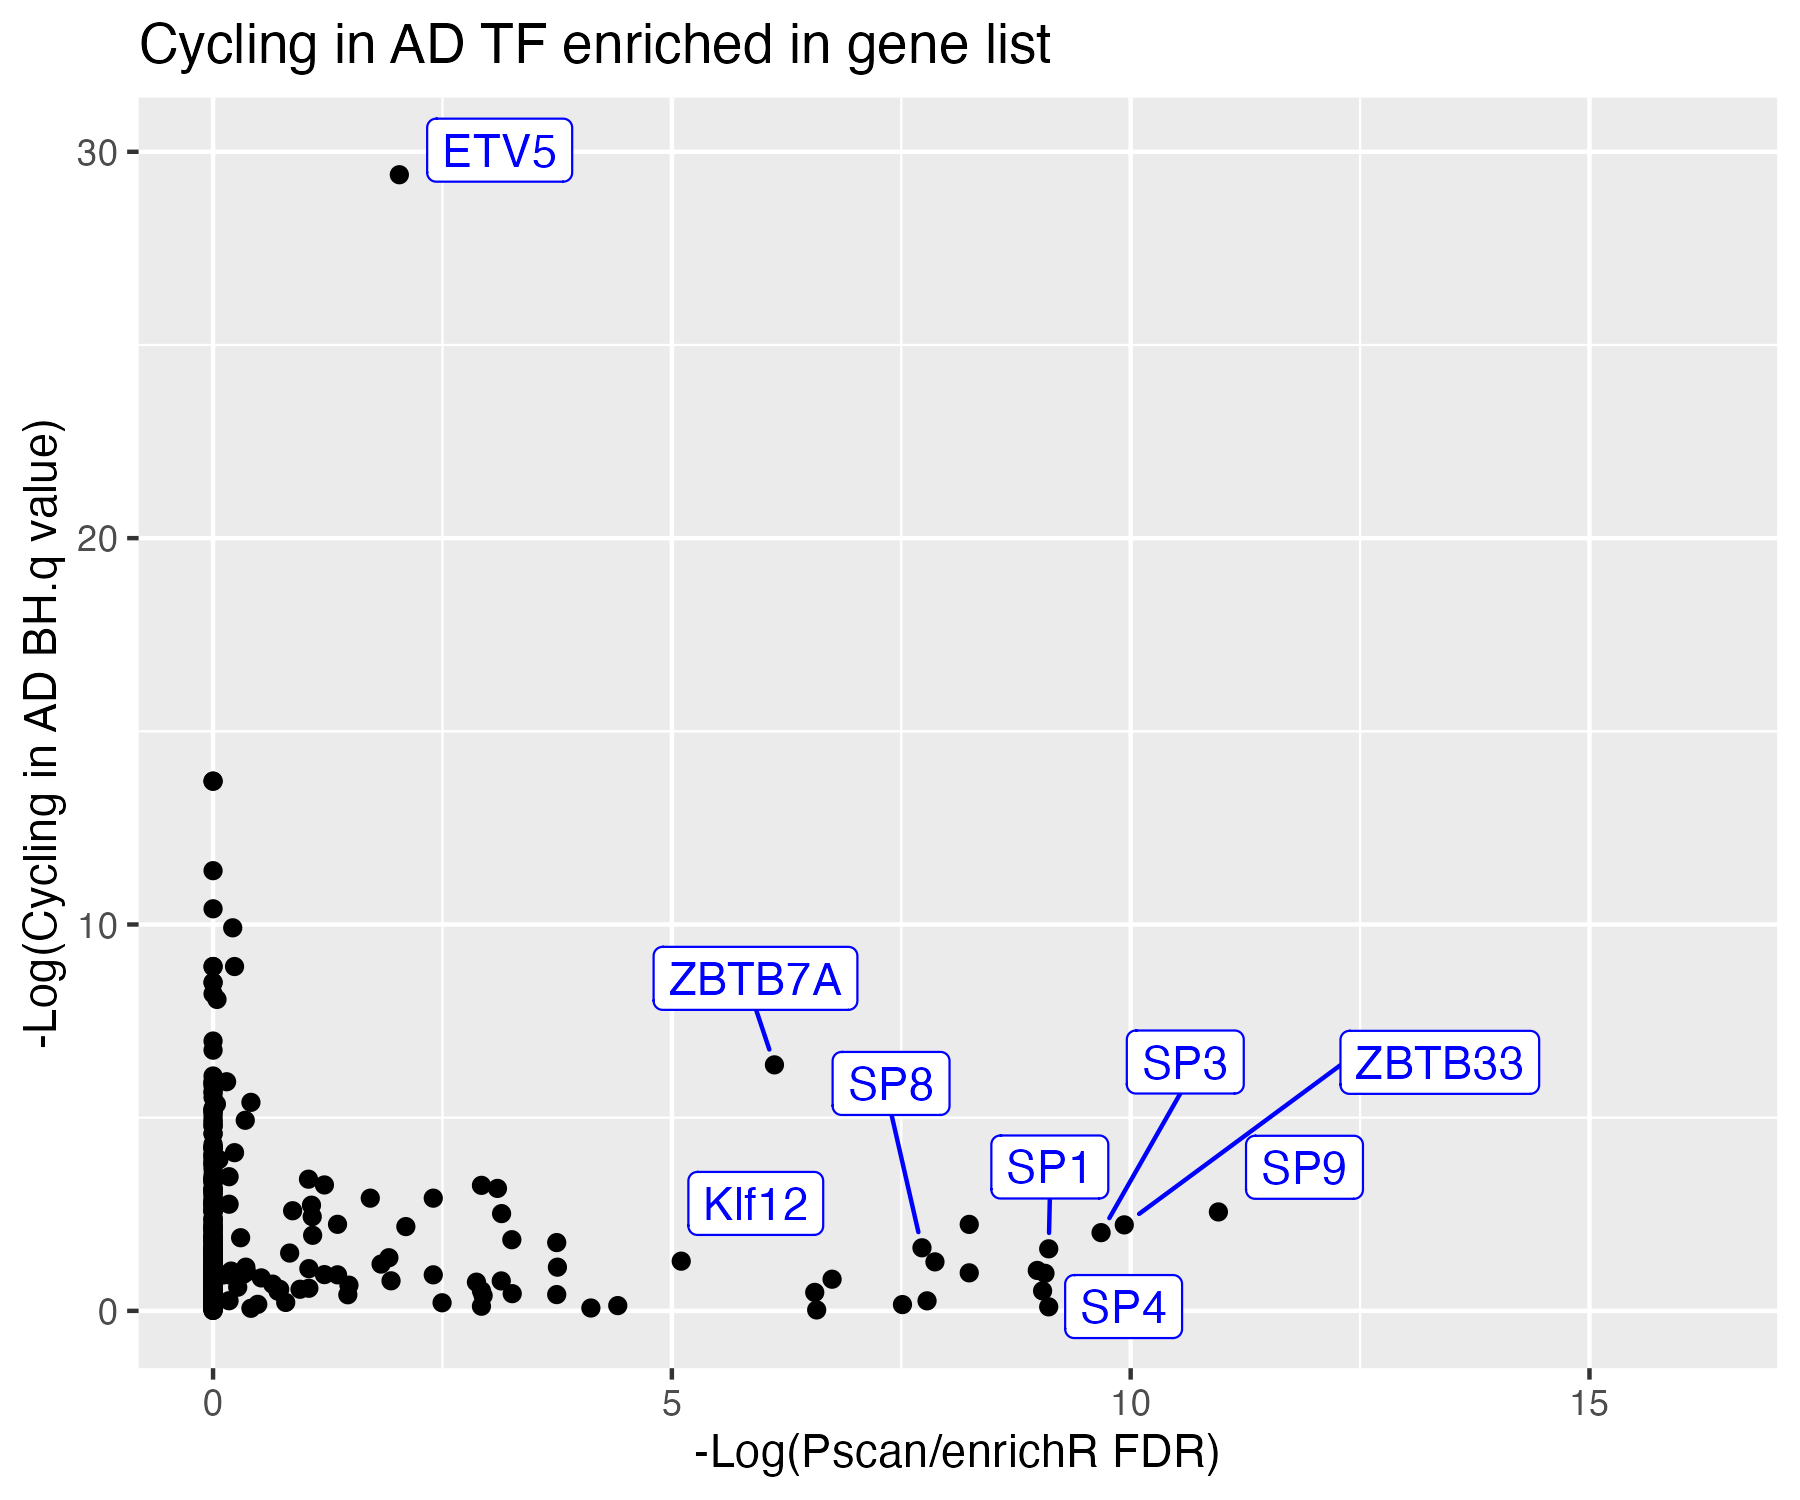 Cycling in AD TF enriched in gene list
-Log(Cycling in AD BH.q value)
30
20
10
0
ETV5
ZBTB7A
SP8
SP3
ZBTB33
SP1
SP9
Klf12
SP4
0
5
10
15
-Log(Pscan/enrichR FDR)